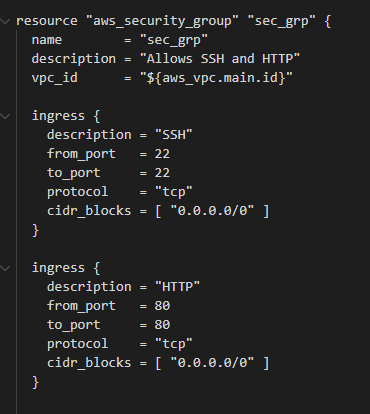 resource "aws_security_group" "sec_grp" {
  name        = "sec_grp"
  description = "Allows SSH and HTTP"
  vpc_id      = "${aws_vpc.main.id}"

  ingress {
    description = "SSH"
    from_port   = 22
    to_port     = 22
    protocol    = "tcp"
    cidr_blocks = [ "0.0.0.0/0" ]
  }

  ingress {
    description = "HTTP"
    from_port   = 80
    to_port     = 80
    protocol    = "tcp"
    cidr_blocks = [ "0.0.0.0/0" ]
  }